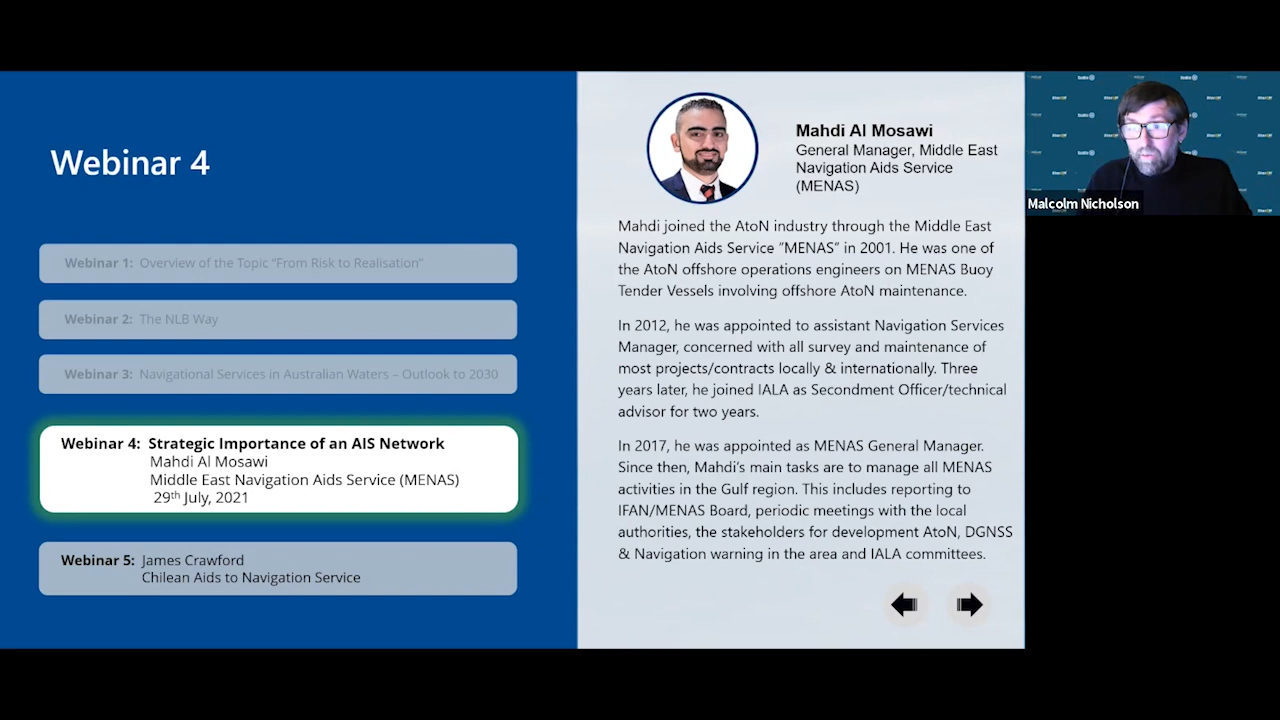 Webinar 4
Webinar 1: Overview of the Topic “From Risk to Realisation”
Webinar 2: The NLB Way
Webinar 3: Navigational Services in Australian Waters – Outlook to 2030
Webinar 4: Strategic Importance of an AIS Network
Mahdi Al Mosawi
Middle East Navigation Aids Service (MENAS)
29th July, 2021
Webinar 5: James Crawford
Chilean Aids to Navigation Service
Mahdi Al Mosawi
General Manager, Middle East
Navigation Aids Service
(MENAS)
Mahdi joined the AtoN industry through the Middle East
Navigation Aids Service “MENAS” in 2001. He was one of
the AtoN offshore operations engineers on MENAS Buoy
Tender Vessels involving offshore AtoN maintenance.
In 2012, he was appointed to assistant Navigation Services
Manager, concerned with all survey and maintenance of
most projects/contracts locally & internationally. Three
years later, he joined IALA as Secondment Officer/technical
advisor for two years.
In 2017, he was appointed as MENAS General Manager.
Since then, Mahdi’s main tasks are to manage all MENAS
activities in the Gulf region. This includes reporting to
IFAN/MENAS Board, periodic meetings with the local
authorities, the stakeholders for development AtoN, DGNSS
& Navigation warning in the area and IALA committees.
Malcolm Nicholson